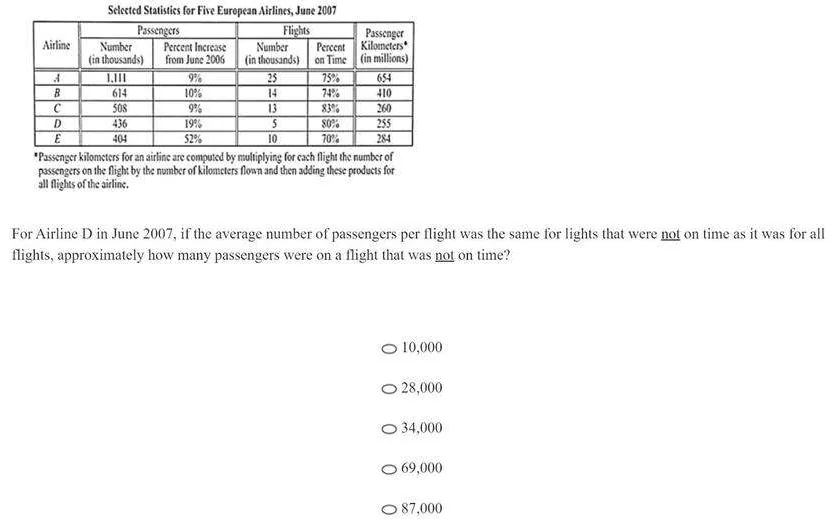 Selected Statistics for Five European Airlines, June 2007
Airline Passengers Flights Passenger Kilometers* (in millions)
Number (in thousands) Percent Increase from June 2006 Number (in thousands) Percent on Time
A 1,111 9% 25 75% 654
B 614 10% 14 74% 410
C 508 9% 13 83% 260
D 436 19% 5 80% 255
E 404 52% 10 70% 284
*Passenger kilometers for an airline are computed by multiplying for each flight the number of
passengers on the flight by the number of kilometers flown and then adding these products for
all flights of the airline.
For Airline D in June 2007, if the average number of passengers per flight was the same for lights that were not on time as it was for all
flights, approximately how many passengers were on a flight that was not on time?
10,000
28,000
34,000
69,000
87,000